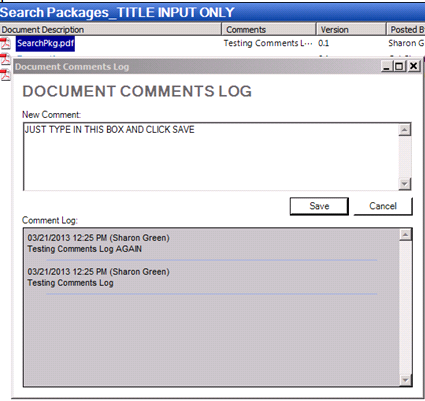 Search Packages_TITLE INPUT ONLY
Document Description Comments Version Posted B
SearchPkg.pdf Testing Comments L··· 0.1 Sharon G
Document Comments Log
DOCUMENT COMMENTS LOG
New Comment:
JUST TYPE IN THIS BOX AND CLICK SAVE
Save Cancel
Comment Log:
03/21/2013 12:25 PM (Sharon Green)
Testing Comments Log AGAIN
03/21/2013 12:25 PM (Sharon Green)
Testing Comments Log